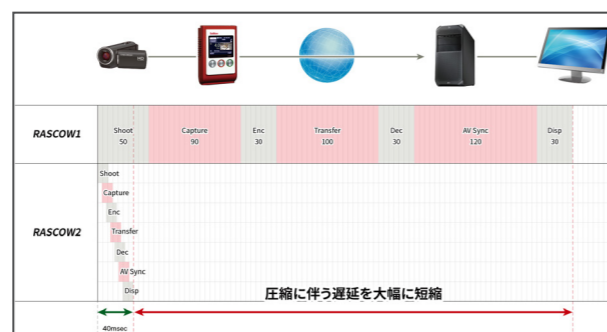 RASCOW1
Shoot
50
Capture
90
Enc
30
Transfer
100
Dec
30
AV Sync
120
Disp
30
RASCOW2
Shoot
Capture
Enc
Transfer
Dec
AV Sync
Disp
圧縮に伴う遅延を大幅に短縮
40msec